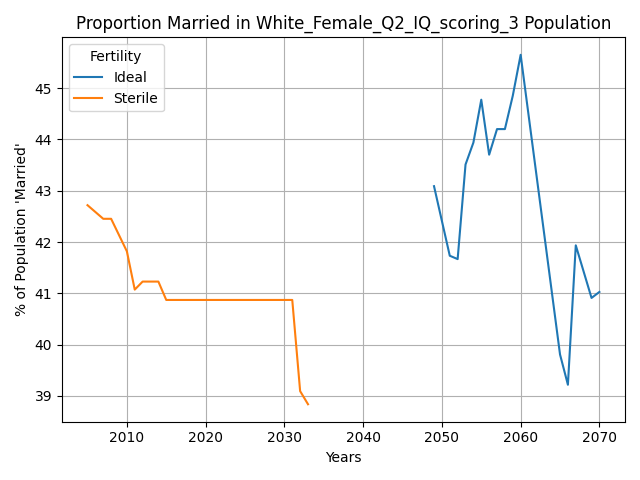 Proportion Married in White_Female_Q2_IQ_scoring_3 Population
Fertility
Ideal
Sterile
45
44
43
42
41
40
39
% of Population 'Married'
2010 2020 2030 2040 2050 2060 2070
Years